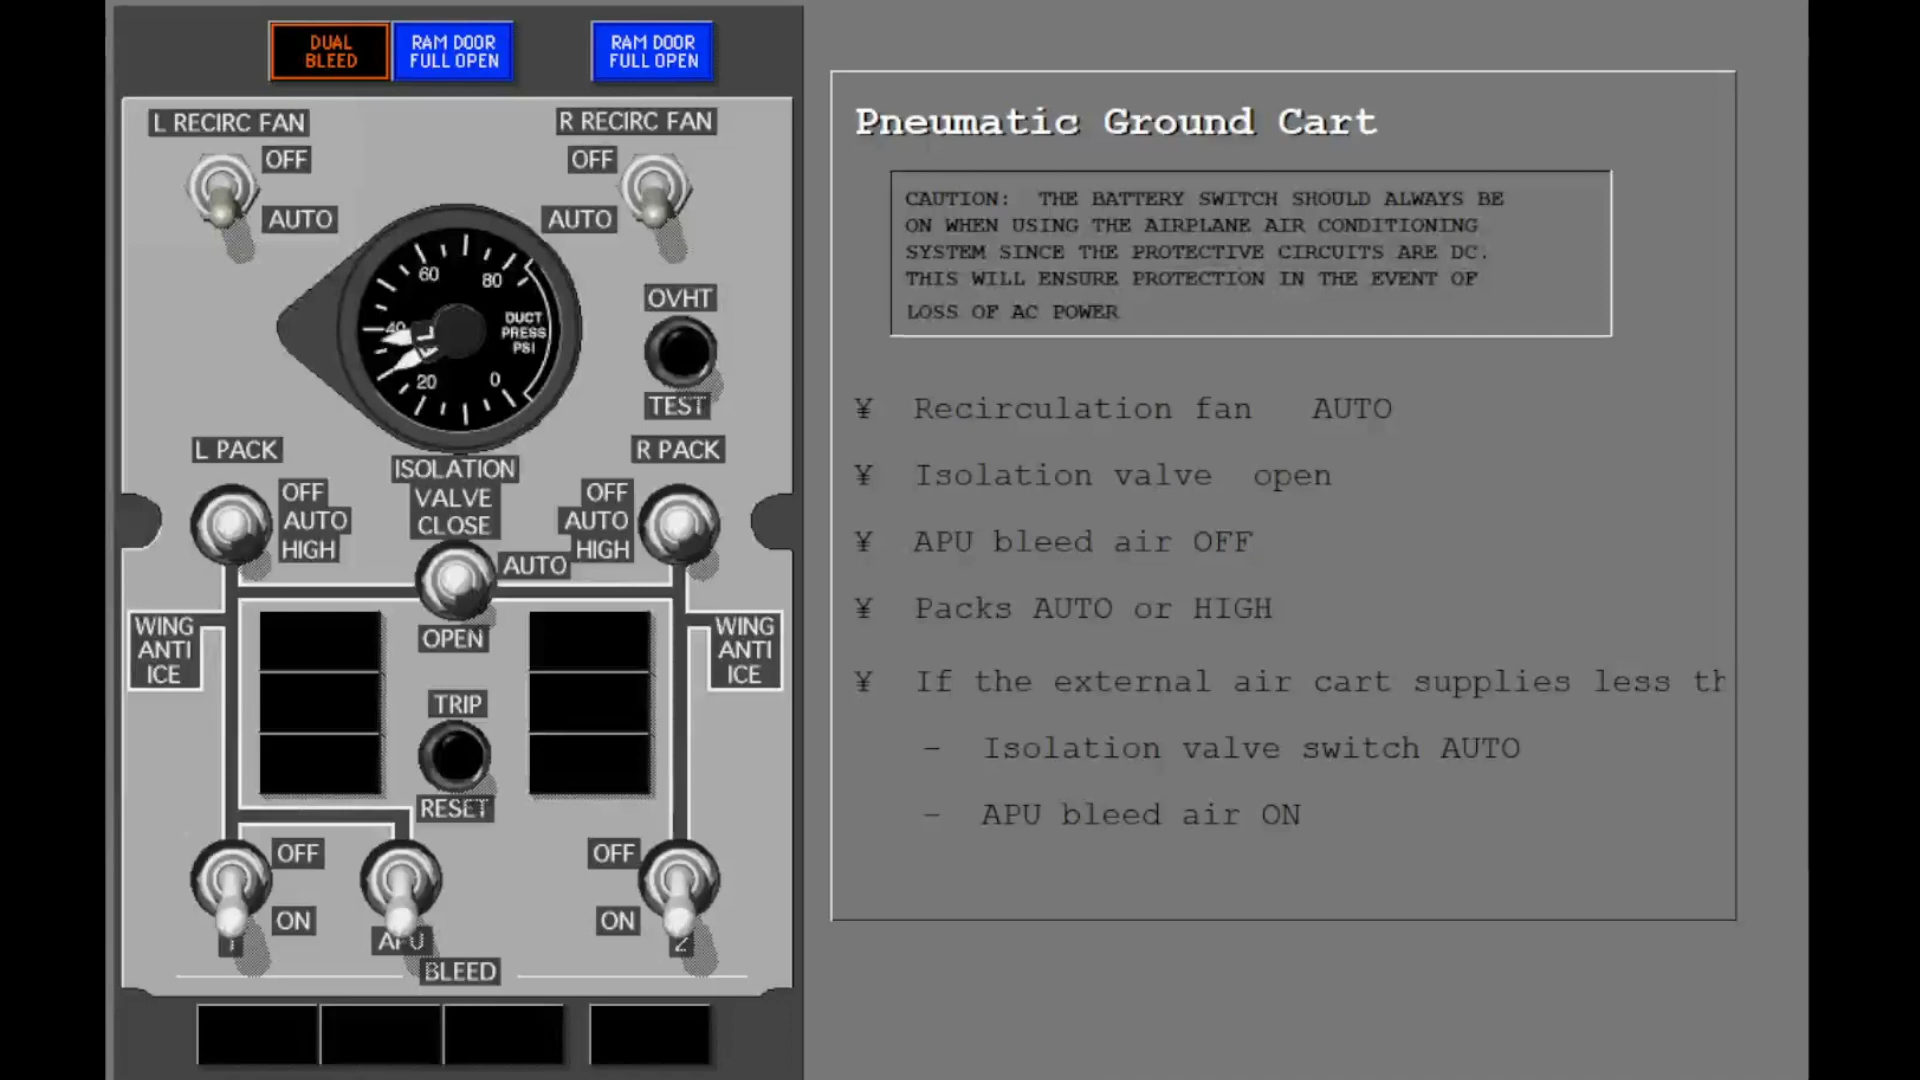 DUAL
BLEED
RAM DOOR
FULL OPEN
RAM DOOR
FULL OPEN
L RECIRC FAN
OFF
AUTO
R RECIRC FAN
OFF
AUTO
60
80
40
20
0
DUCT
PRESS
PSI
L
OVHT
TEST
L PACK
OFF
AUTO
HIGH
ISOLATION
VALVE
CLOSE
AUTO
OPEN
R PACK
OFF
AUTO
HIGH
WING
ANTI
ICE
WING
ANTI
ICE
TRIP
RESET
OFF
ON
1
APU
BLEED
OFF
ON
2
Pneumatic Ground Cart
CAUTION: THE BATTERY SWITCH SHOULD ALWAYS BE
ON WHEN USING THE AIRPLANE AIR CONDITIONING
SYSTEM SINCE THE PROTECTIVE CIRCUITS ARE DC.
THIS WILL ENSURE PROTECTION IN THE EVENT OF
LOSS OF AC POWER
¥ Recirculation fan AUTO
¥ Isolation valve open
¥ APU bleed air OFF
¥ Packs AUTO or HIGH
¥ If the external air cart supplies less th
– Isolation valve switch AUTO
– APU bleed air ON